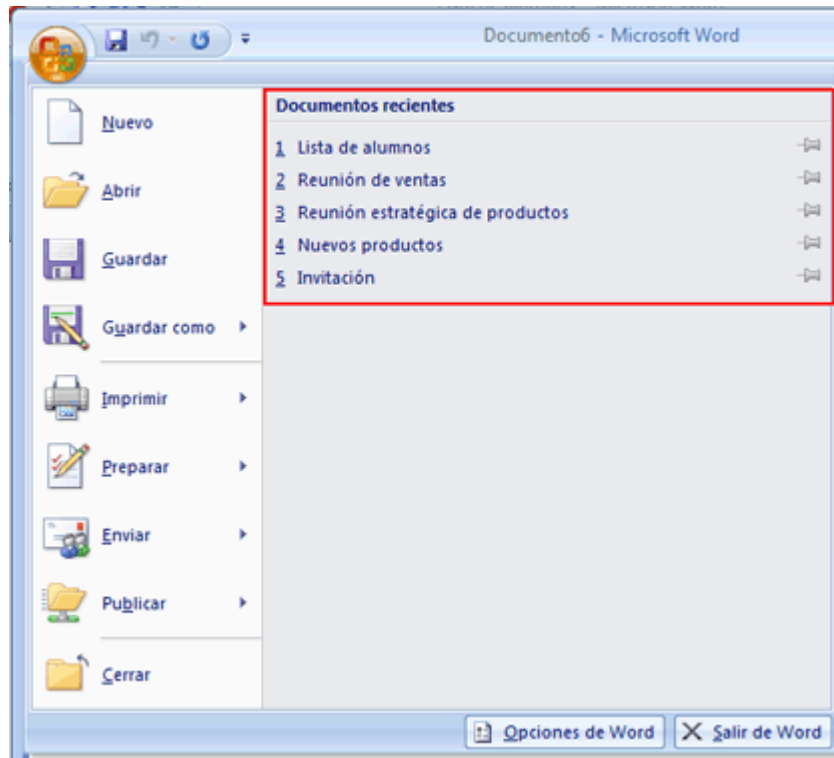 Documento6 - Microsoft Word
Nuevo
Abrir
Guardar
Guardar como
Imprimir
Preparar
Enviar
Publicar
Cerrar
Documentos recientes
1 Lista de alumnos
2 Reunión de ventas
3 Reunión estratégica de productos
4 Nuevos productos
5 Invitación
Opciones de Word
Salir de Word